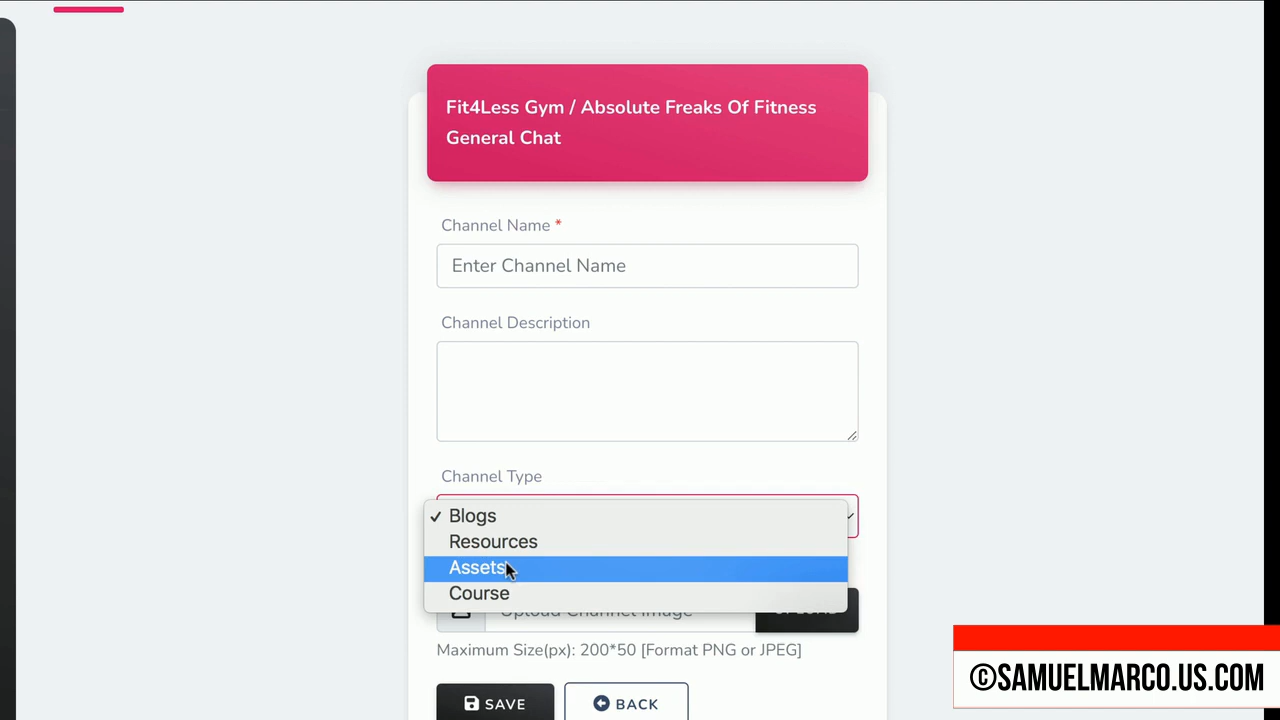 Fit4Less Gym / Absolute Freaks Of Fitness
General Chat
Channel Name *
Enter Channel Name
Channel Description
Channel Type
✓ Blogs
Resources
Assets
Course
Upload Channel Image
Maximum Size(px): 200*50 [Format PNG or JPEG]
SAVE
BACK
©SAMUELMARCO.US.COM